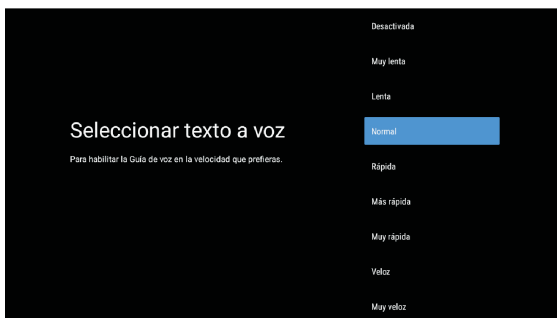 Seleccionar texto a voz
Para habilitar la Guía de voz en la velocidad que prefieras.
Desactivada
Muy lenta
Lenta
Normal
Rápida
Más rápida
Muy rápida
Veloz
Muy veloz